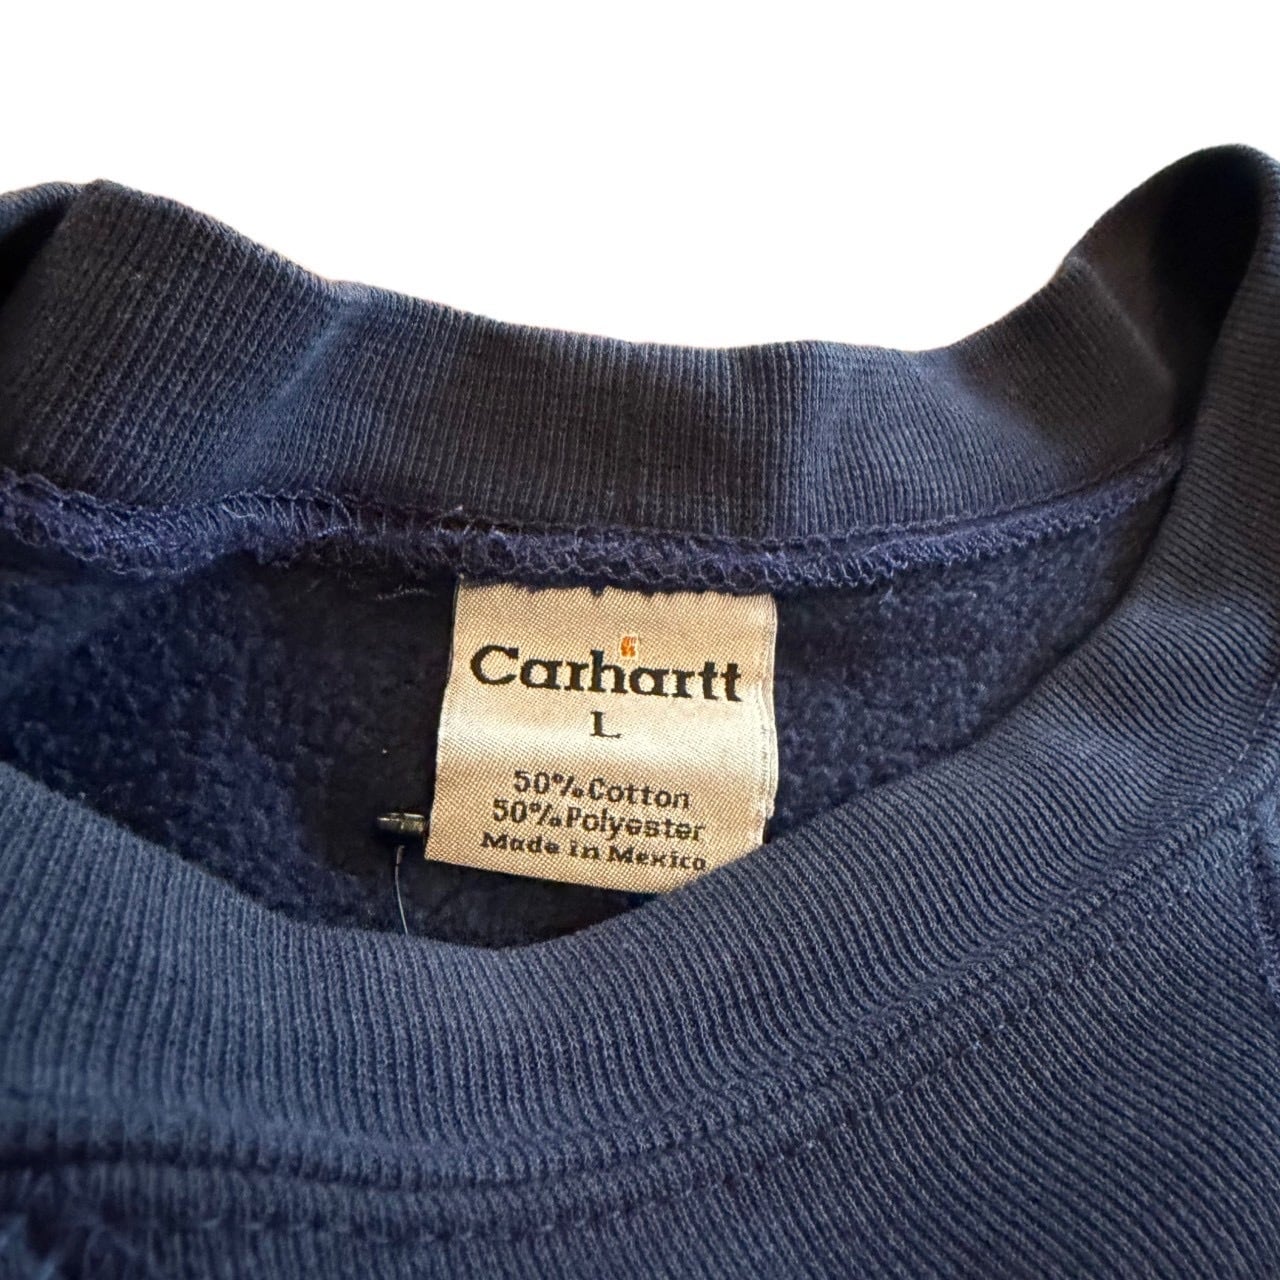 Carhartt
L
50% Cotton
50% Polyester
Made in Mexico